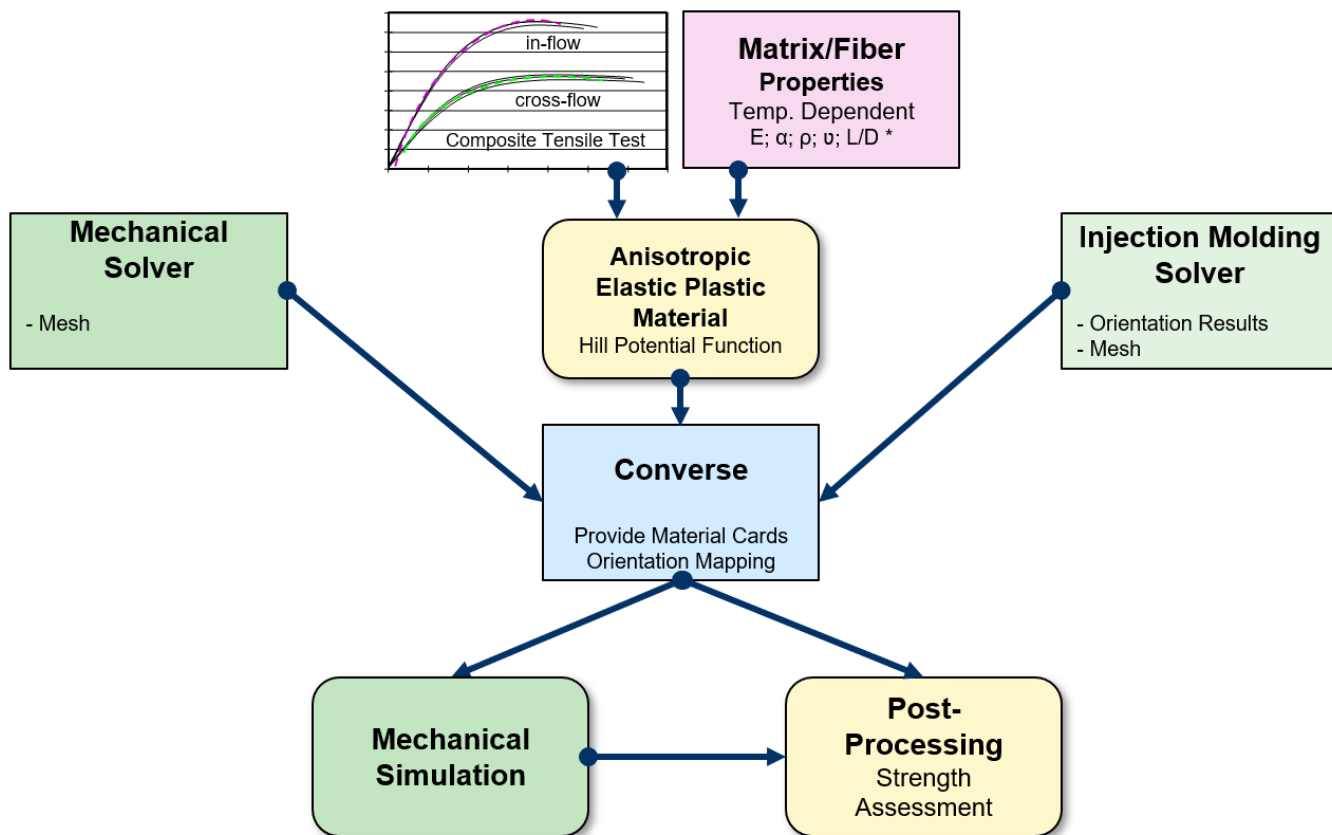 in-flow
cross-flow
Composite Tensile Test
Matrix/Fiber
Properties
Temp. Dependent
E; α; ρ; ʋ; L/D *
Mechanical
Solver
- Mesh
Anisotropic
Elastic Plastic
Material
Hill Potential Function
Injection Molding
Solver
- Orientation Results
- Mesh
Converse
Provide Material Cards
Orientation Mapping
Mechanical
Simulation
Post-
Processing
Strength
Assessment